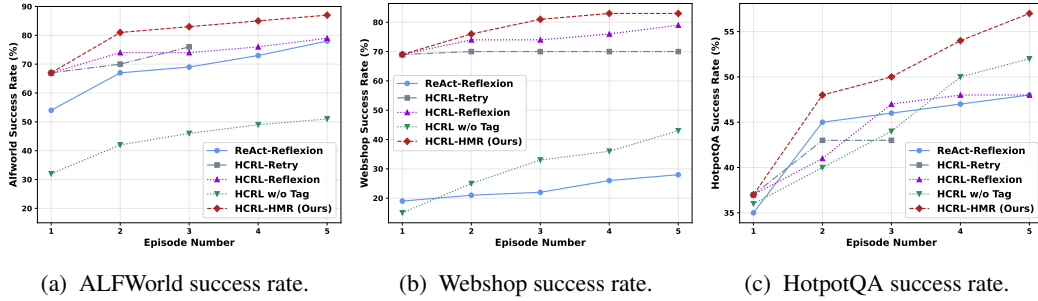 Alfworld Success Rate (%)
90
80
70
60
50
40
30
20
1
2
3
4
5
Episode Number
ReAct-Reflexion
HCRL-Retry
HCRL-Reflexion
HCRL w/o Tag
HCRL-HMR (Ours)
(a) ALFWorld success rate.
Webshop Success Rate (%)
80
70
60
50
40
30
20
1
2
3
4
5
Episode Number
ReAct-Reflexion
HCRL-Retry
HCRL-Reflexion
HCRL w/o Tag
HCRL-HMR (Ours)
(b) Webshop success rate.
HotpotQA Success Rate (%)
55
50
45
40
35
1
2
3
4
5
Episode Number
ReAct-Reflexion
HCRL-Retry
HCRL-Reflexion
HCRL w/o Tag
HCRL-HMR (Ours)
(c) HotpotQA success rate.